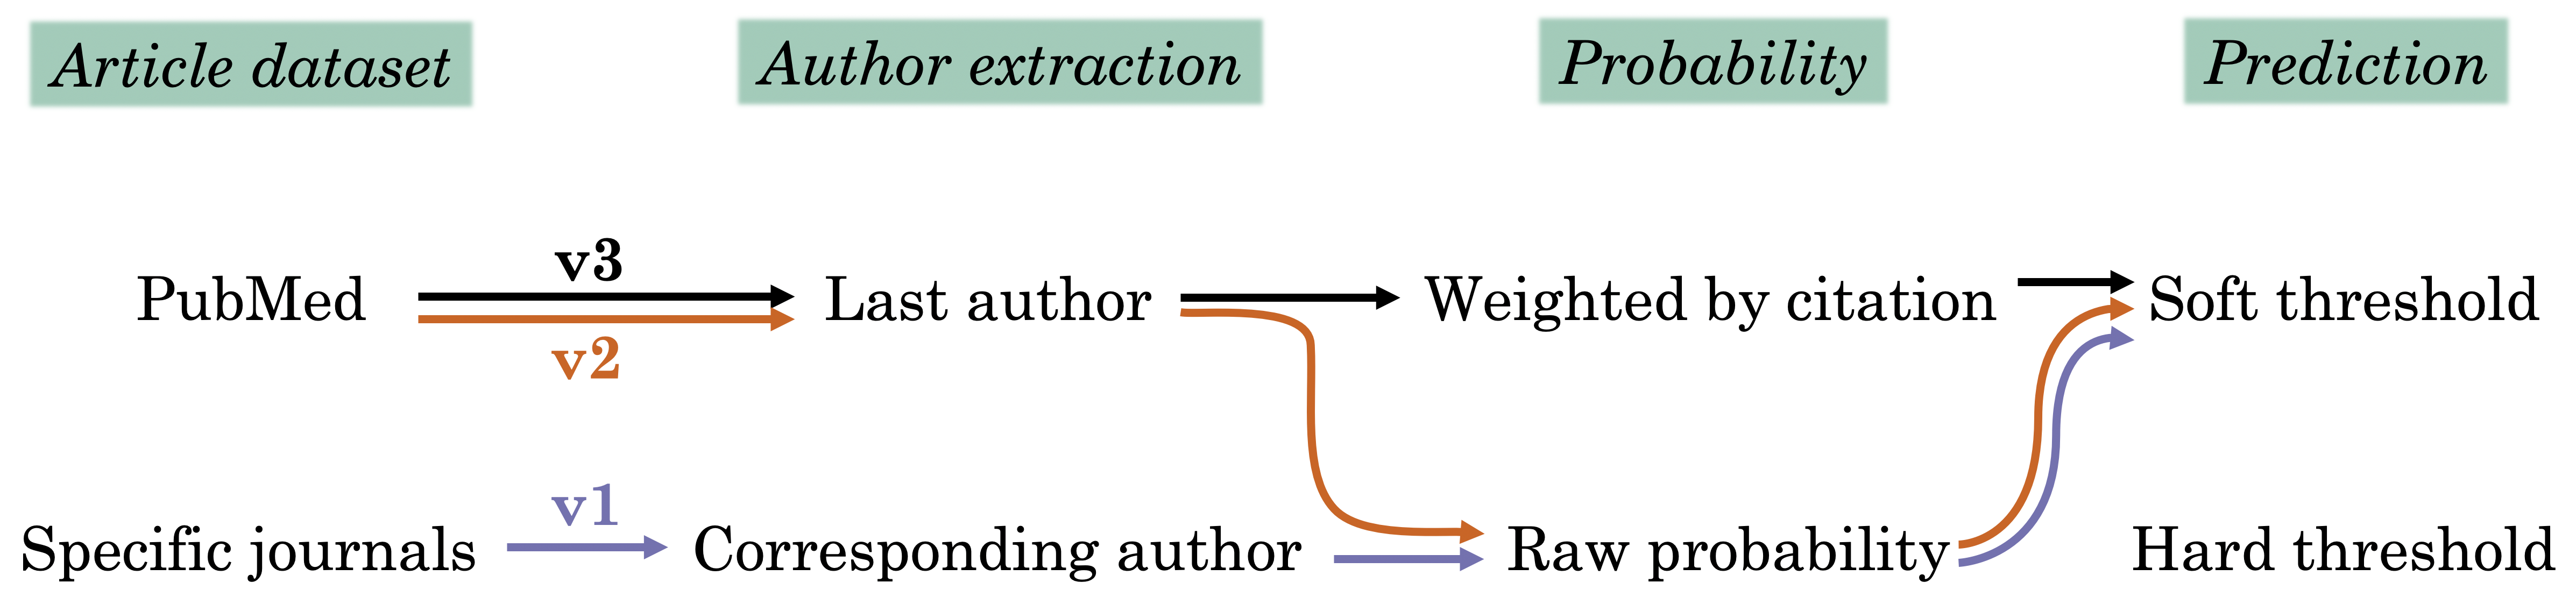 Article dataset
Author extraction
Probability
Prediction
v3
PubMed
Last author
Weighted by citation
Soft threshold
v2
v1
Specific journals
Corresponding author
Raw probability
Hard threshold